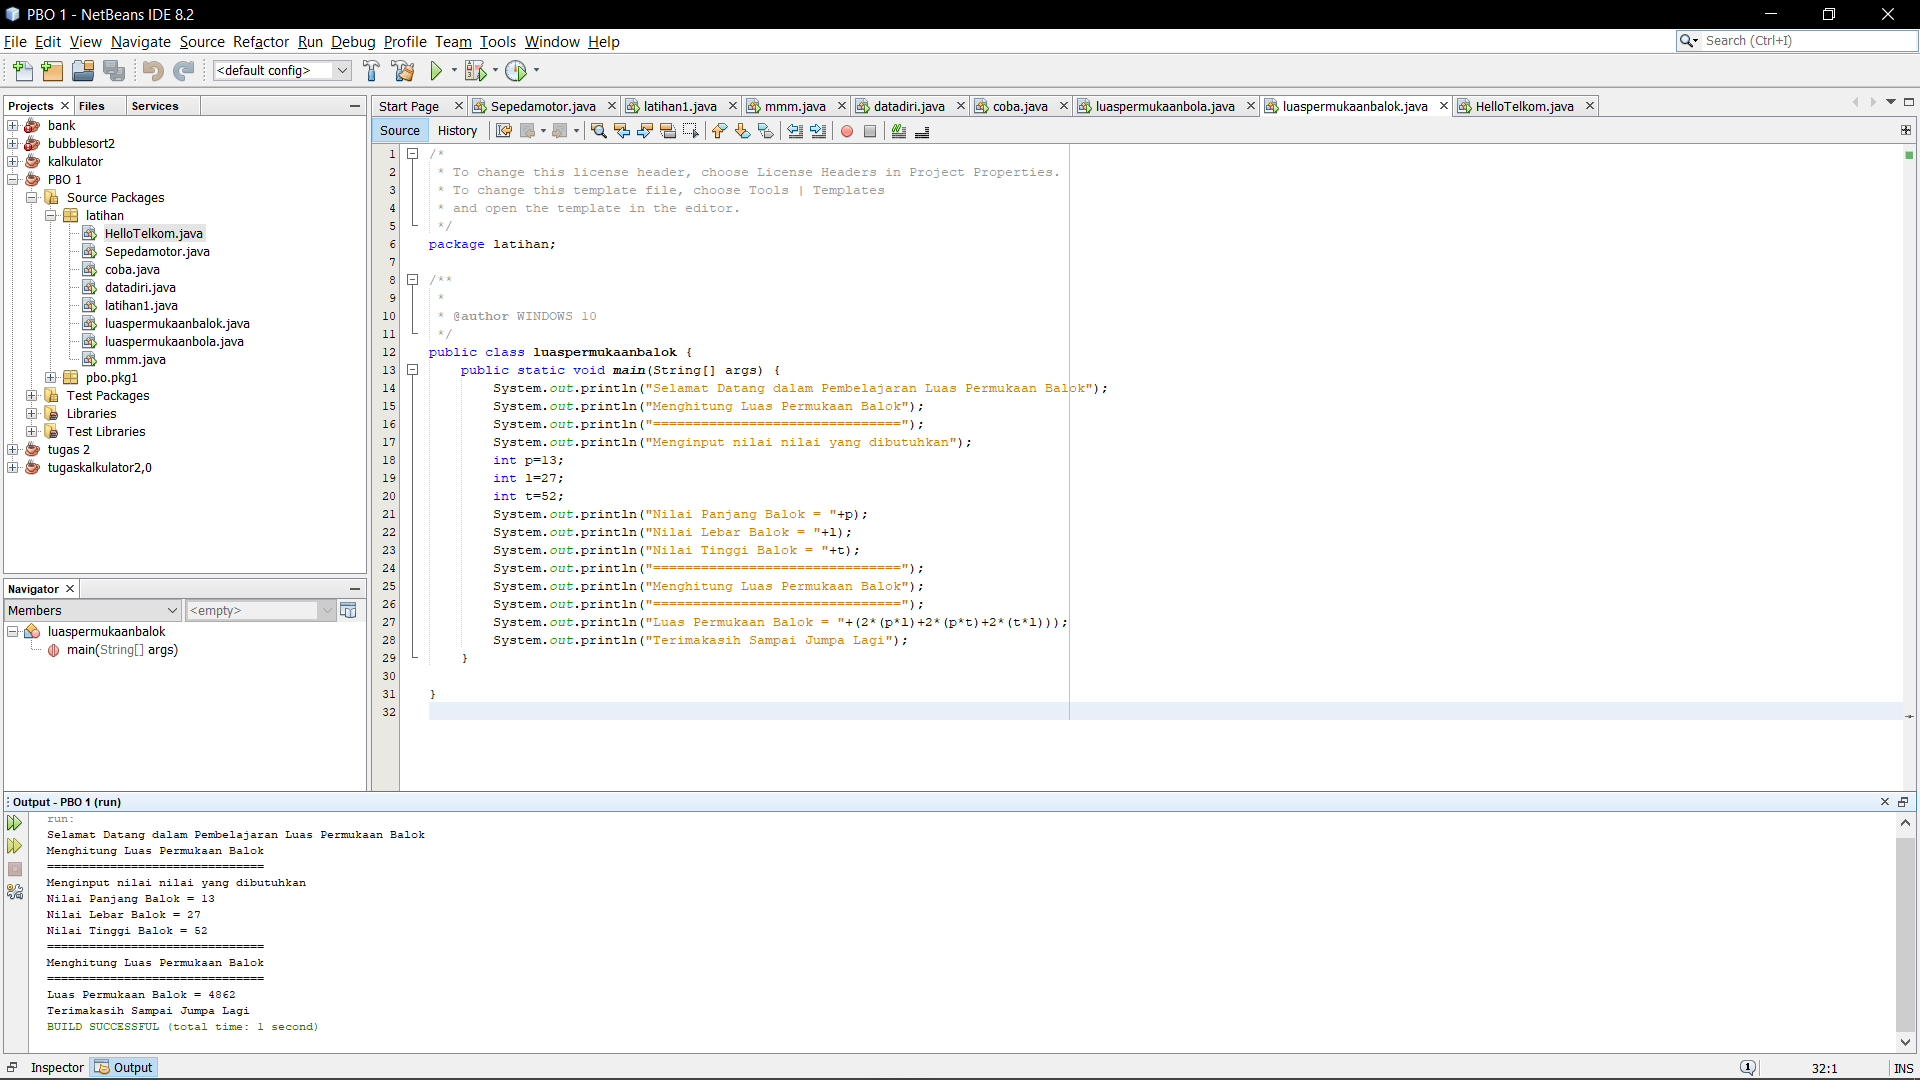 PBO 1 - NetBeans IDE 8.2
File Edit View Navigate Source Refactor Run Debug Profile Team Tools Window Help
Search (Ctrl+I)
<default config>
Projects Files Services
bank
bubblesort2
kalkulator
PBO 1
Source Packages
latihan
HelloTelkom.java
Sepedamotor.java
coba.java
datadiri.java
latihan1.java
luaspermukaanbalok.java
luaspermukaanbola.java
mmm.java
pbo.pkg1
Test Packages
Libraries
Test Libraries
tugas 2
tugaskalkulator2,0
Navigator
Members <empty>
luaspermukaanbalok
main(String[] args)
Start Page Sepedamotor.java latihan1.java mmm.java datadiri.java coba.java luaspermukaanbola.java luaspermukaanbalok.java HelloTelkom.java
Source History
1 /*
2 * To change this license header, choose License Headers in Project Properties.
3 * To change this template file, choose Tools | Templates
4 * and open the template in the editor.
5 */
6 package latihan;
7
8 /**
9 *
10 * @author WINDOWS 10
11 */
12 public class luaspermukaanbalok {
13 public static void main(String[] args) {
14 System.out.println("Selamat Datang dalam Pembelajaran Luas Permukaan Balok");
15 System.out.println("Menghitung Luas Permukaan Balok");
16 System.out.println("===============================");
17 System.out.println("Menginput nilai nilai yang dibutuhkan");
18 int p=13;
19 int l=27;
20 int t=52;
21 System.out.println("Nilai Panjang Balok = "+p);
22 System.out.println("Nilai Lebar Balok = "+l);
23 System.out.println("Nilai Tinggi Balok = "+t);
24 System.out.println("===============================");
25 System.out.println("Menghitung Luas Permukaan Balok");
26 System.out.println("===============================");
27 System.out.println("Luas Permukaan Balok = "+(2*(p*l)+2*(p*t)+2*(t*l)));
28 System.out.println("Terimakasih Sampai Jumpa Lagi");
29 }
30
31 }
32
Output - PBO 1 (run)
run:
Selamat Datang dalam Pembelajaran Luas Permukaan Balok
Menghitung Luas Permukaan Balok
===============================
Menginput nilai nilai yang dibutuhkan
Nilai Panjang Balok = 13
Nilai Lebar Balok = 27
Nilai Tinggi Balok = 52
===============================
Menghitung Luas Permukaan Balok
===============================
Luas Permukaan Balok = 4862
Terimakasih Sampai Jumpa Lagi
BUILD SUCCESSFUL (total time: 1 second)
Inspector Output
1 32:1 INS